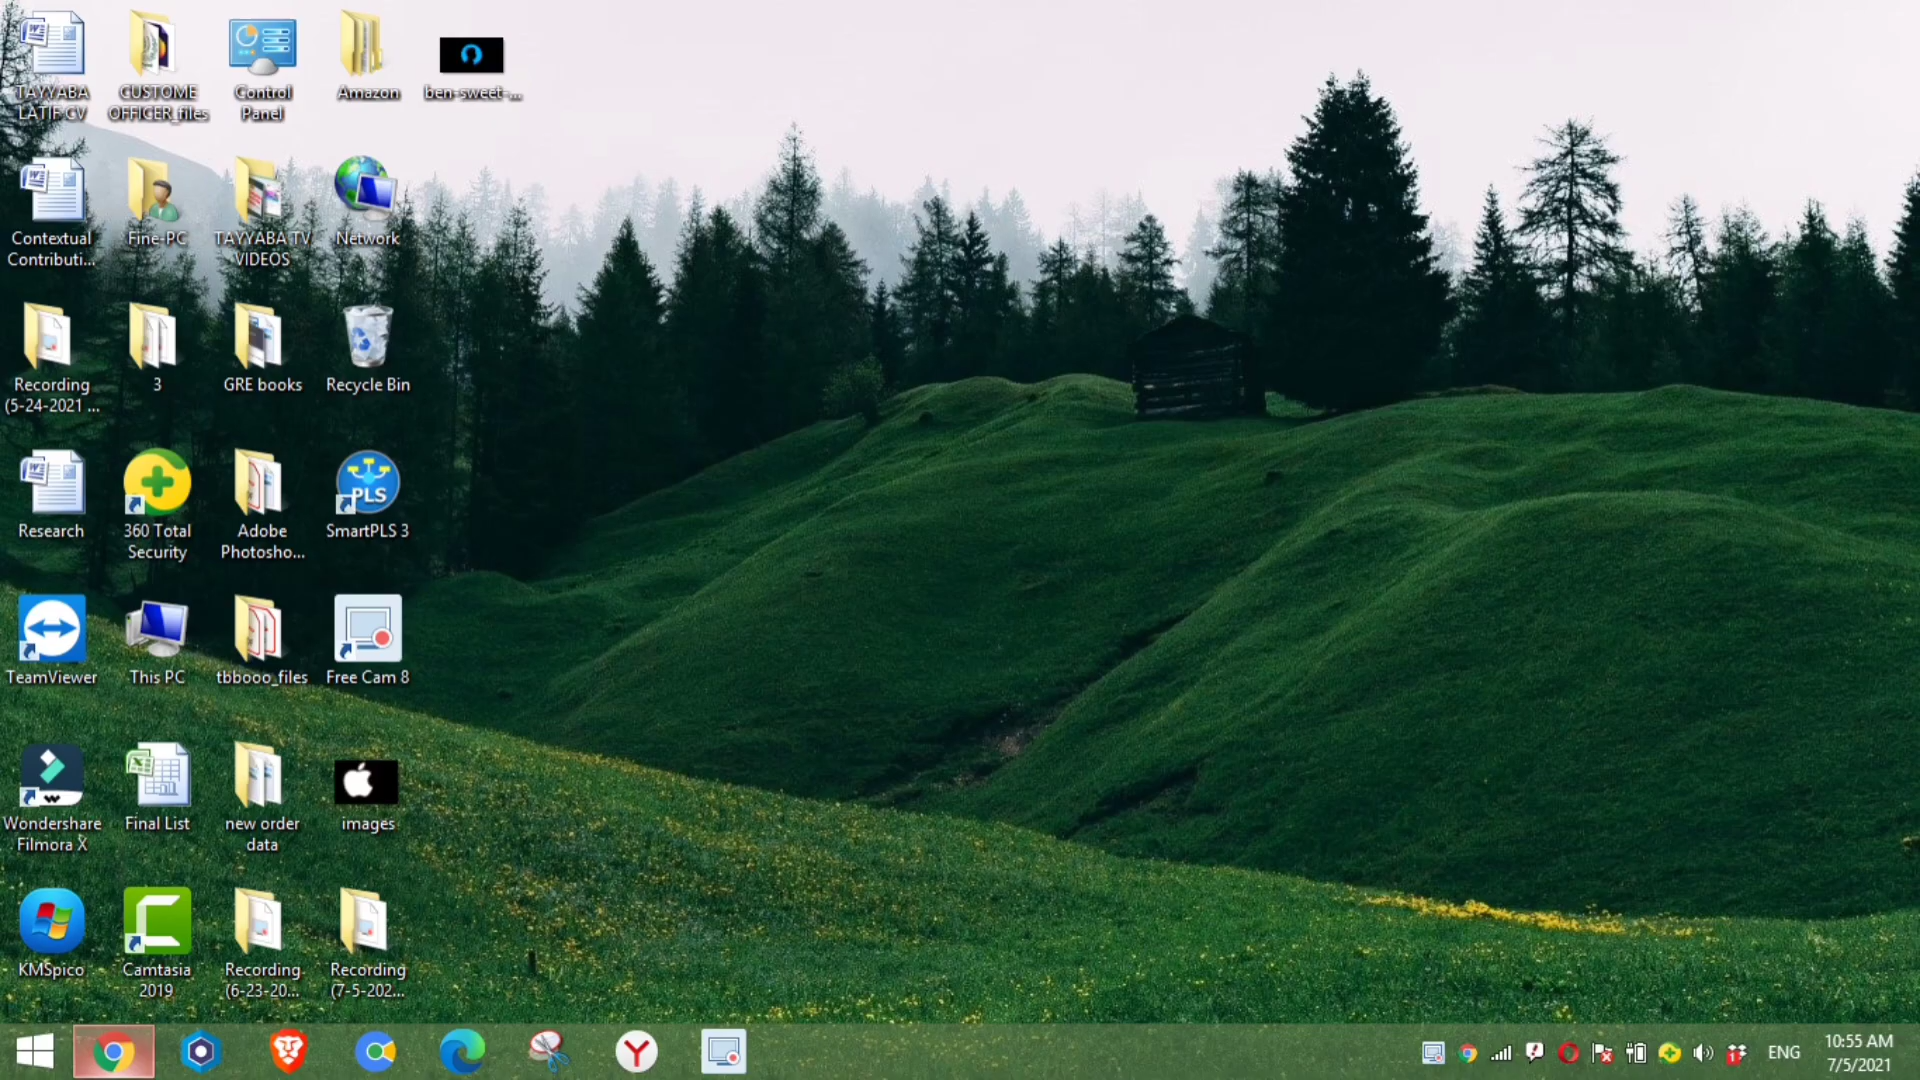 TAYYABA
LATIF CV
CUSTOME
OFFICER_files
Control
Panel
Amazon
ben-sweet-...
Contextual
Contributi...
Fine-PC
TAYYABA TV
VIDEOS
Network
Recording
(5-24-2021 ...
3
GRE books
Recycle Bin
Research
360 Total
Security
Adobe
Photosho...
PLS
SmartPLS 3
TeamViewer
This PC
tbbooo_files
Free Cam 8
Wondershare
Filmora X
Final List
new order
data
images
KMSpico
Camtasia
2019
Recording
(6-23-20...
Recording
(7-5-202...
ENG
10:55 AM
7/5/2021